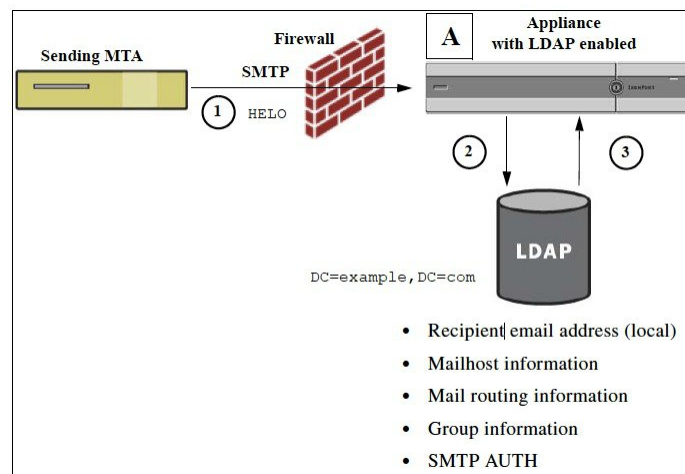 Sending MTA
Firewall
A
Appliance
with LDAP enabled
SMTP
1
HELO
IRONPORT
2
3
LDAP
DC=example,DC=com
• Recipient email address (local)
• Mailhost information
• Mail routing information
• Group information
• SMTP AUTH